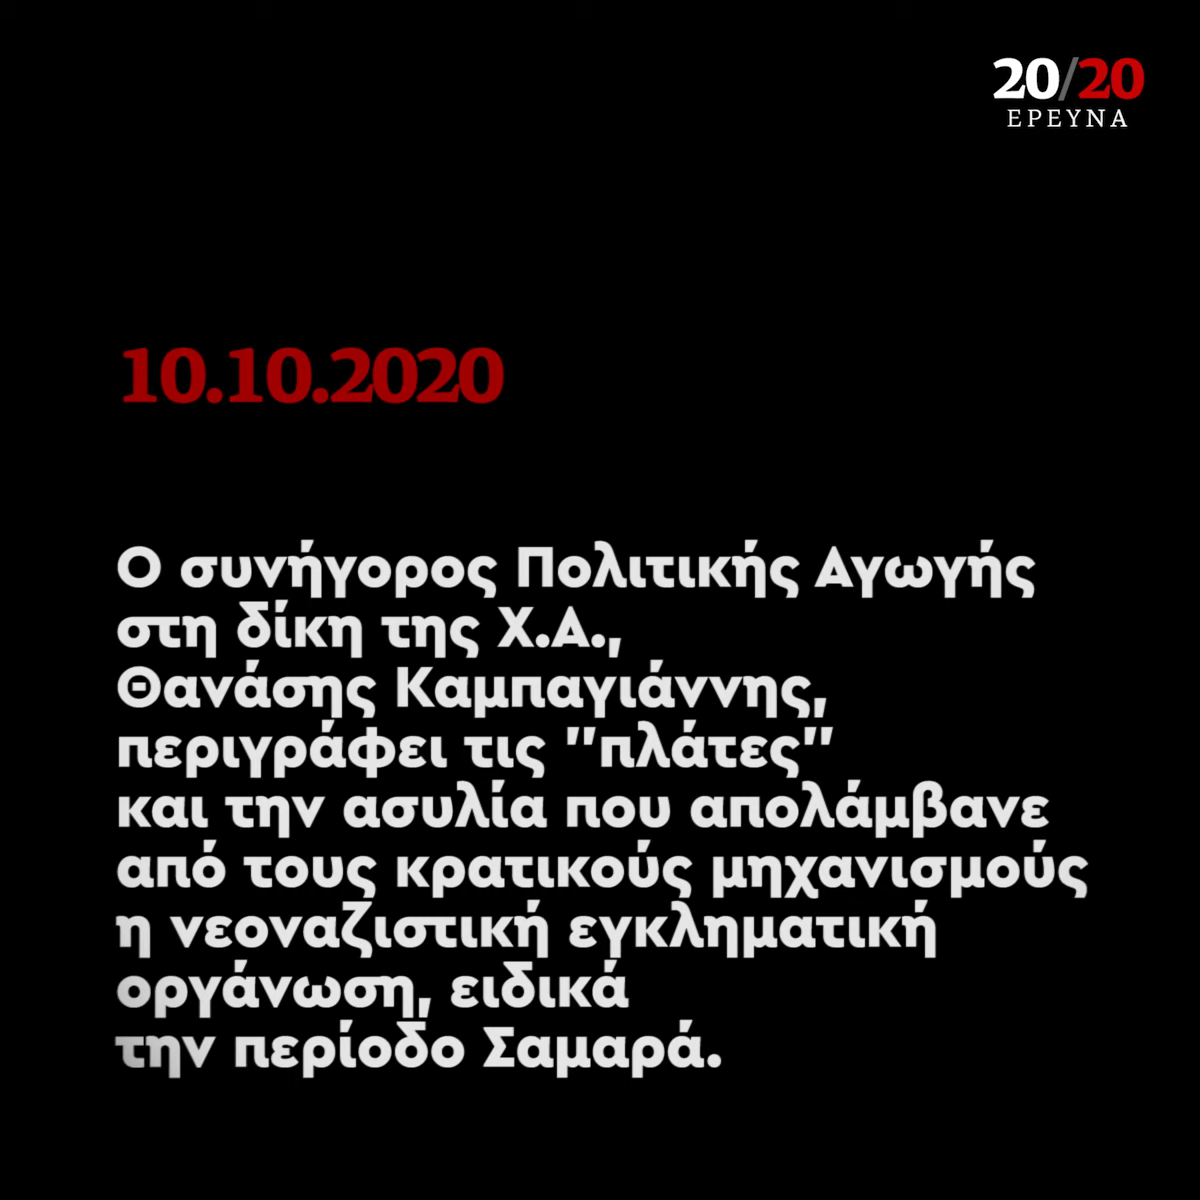 20/20
ΕΡΕΥΝΑ
10.10.2020
Ο συνήγορος Πολιτικής Αγωγής
στη δίκη της Χ.Α.,
Θανάσης Καμπαγιάννης,
περιγράφει τις "πλάτες"
και την ασυλία που απολάμβανε
από τους κρατικούς μηχανισμούς
η νεοναζιστική εγκληματική
οργάνωση, ειδικά
την περίοδο Σαμαρά.